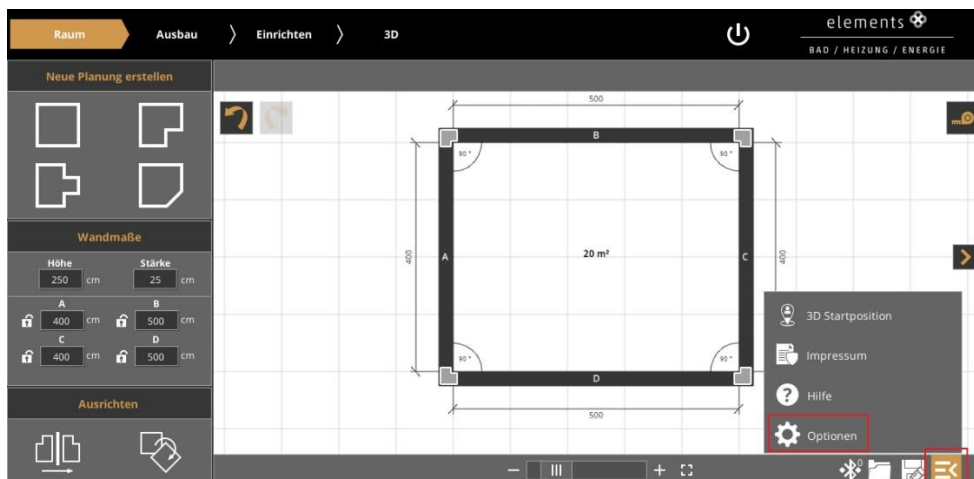 Raum Ausbau Einrichten 3D
elements
BAD / HEIZUNG / ENERGIE
Neue Planung erstellen
Wandmaße
Höhe Stärke
250 cm 25 cm
A B
400 cm 500 cm
C D
400 cm 500 cm
Ausrichten
500
B
90 ° 90 °
m
400 A 20 m² C 400
90 ° 90 °
D
500
3D Startposition
Impressum
? Hilfe
Optionen
0